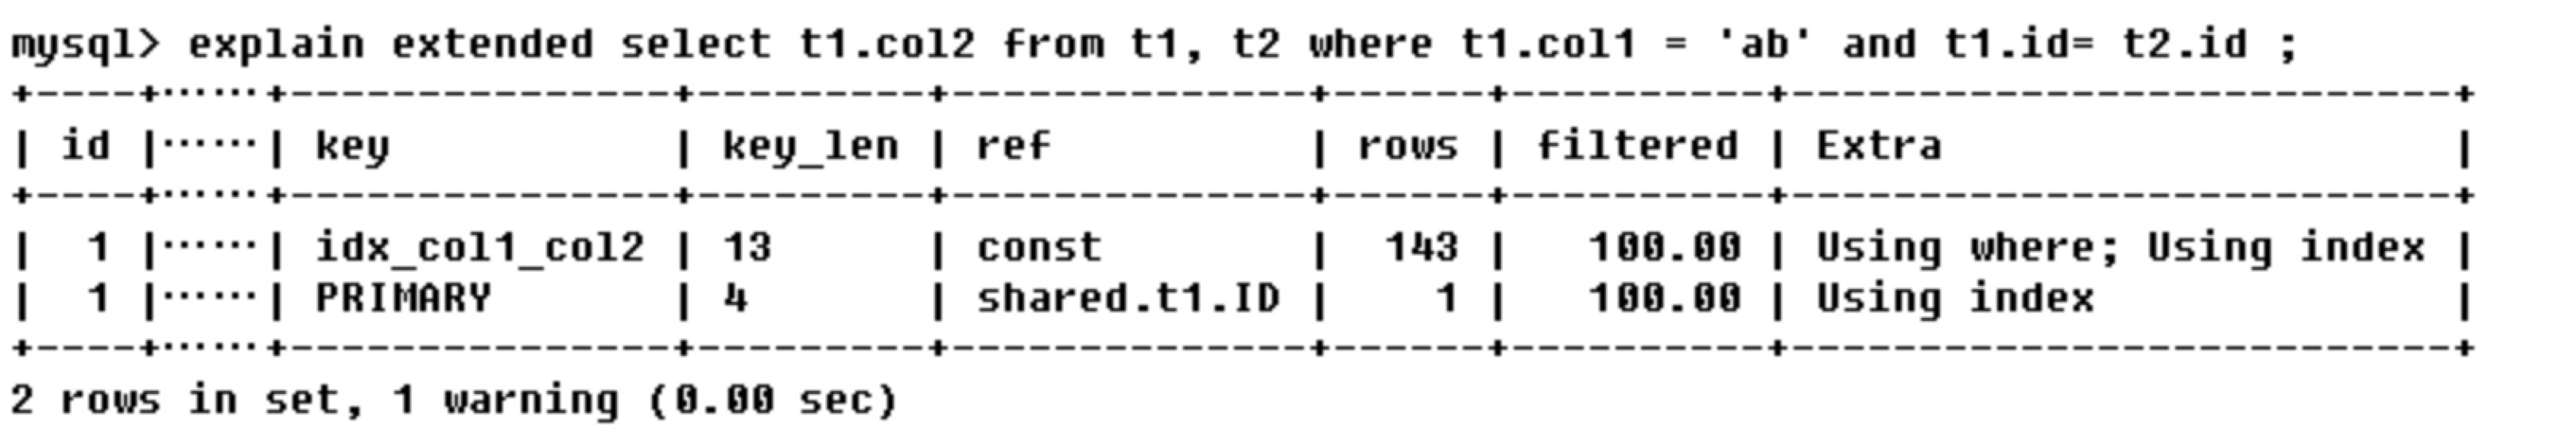 mysql> explain extended select t1.col2 from t1, t2 where t1.col1 = 'ab' and t1.id= t2.id ;
+----+······+---------------+---------+--------------+------+----------+--------------------------+
| id |······| key           | key_len | ref          | rows | filtered | Extra                    |
+----+······+---------------+---------+--------------+------+----------+--------------------------+
|  1 |······| idx_col1_col2 | 13      | const        |  143 |   100.00 | Using where; Using index |
|  1 |······| PRIMARY       | 4       | shared.t1.ID |    1 |   100.00 | Using index              |
+----+······+---------------+---------+--------------+------+----------+--------------------------+
2 rows in set, 1 warning (0.00 sec)